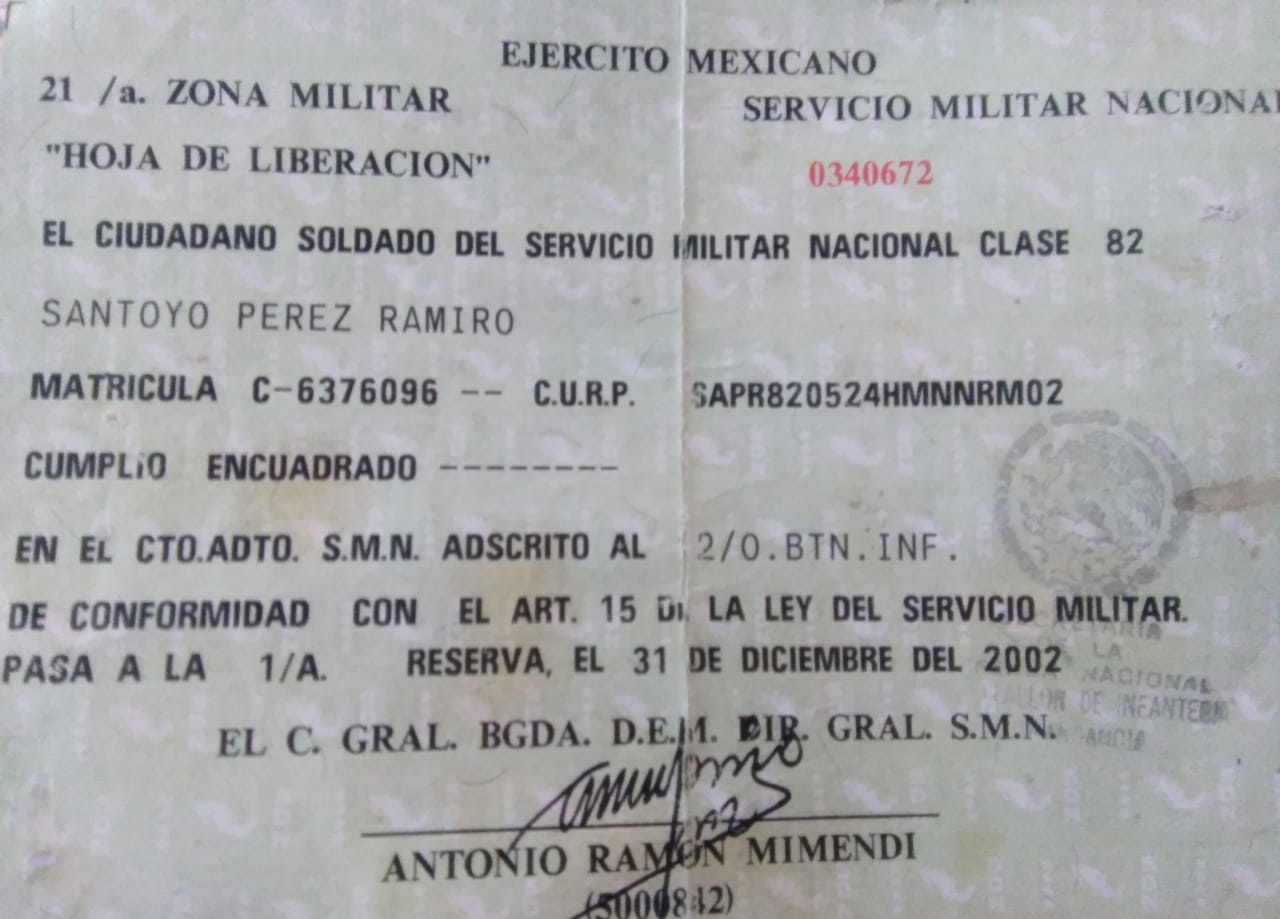 EJERCITO MEXICANO
21 /a. ZONA MILITAR
SERVICIO MILITAR NACIONAL
"HOJA DE LIBERACION"
0340672
EL CIUDADANO SOLDADO DEL SERVICIO MILITAR NACIONAL CLASE 82
SANTOYO PEREZ RAMIRO
MATRICULA C-6376096 -- C.U.R.P. SAPR820524HMNNRM02
CUMPLIO ENCUADRADO --------
EN EL CTO.ADTO. S.M.N. ADSCRITO AL 2/O.BTN.INF.
DE CONFORMIDAD CON EL ART. 15 DE LA LEY DEL SERVICIO MILITAR.
PASA A LA 1/A. RESERVA, EL 31 DE DICIEMBRE DEL 2002
LA
NACIONAL
DE INFANTERIA
EL C. GRAL. BGDA. D.E.M. DIR. GRAL. S.M.N.
ANTONIO RAMON MIMENDI
(5000842)